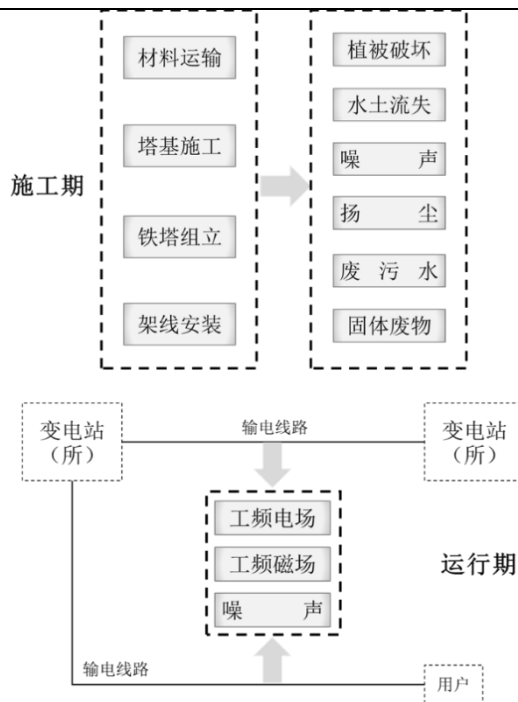 施工期
材料运输
塔基施工
铁塔组立
架线安装
植被破坏
水土流失
噪 声
扬 尘
废 污 水
固体废物
变电站
（所）
输电线路
变电站
（所）
工频电场
工频磁场
噪 声
运行期
输电线路
用户